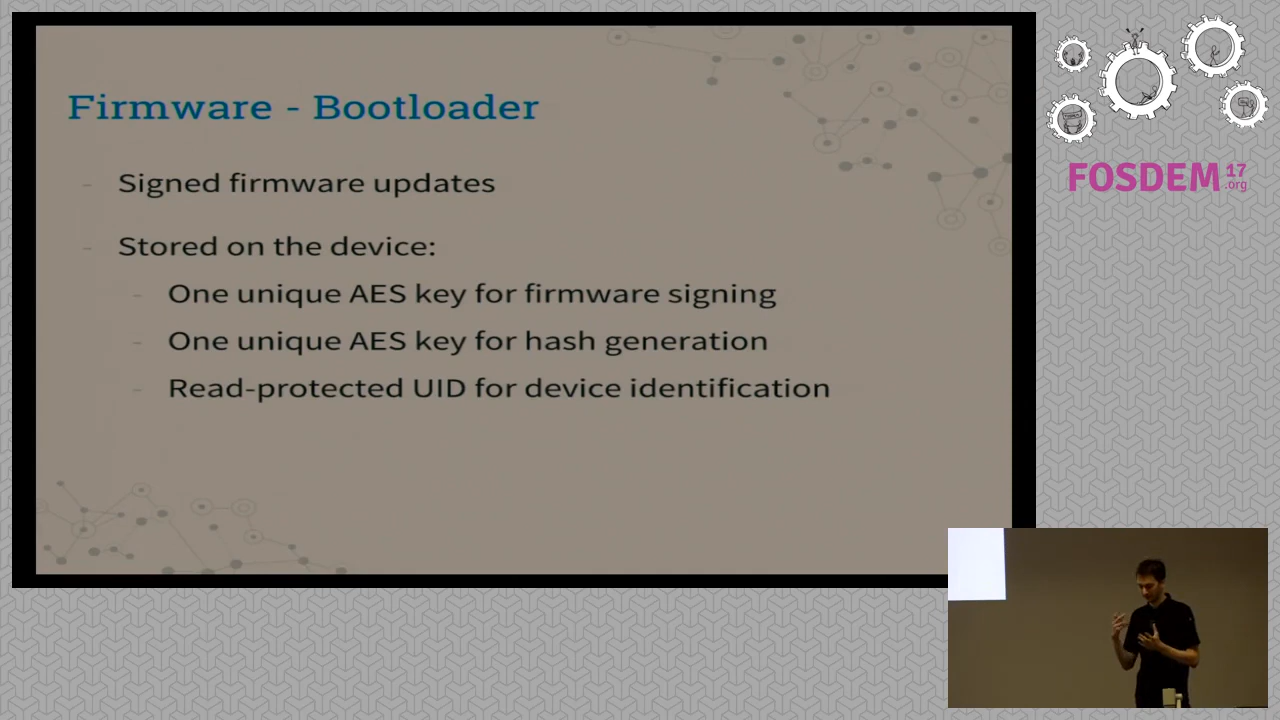 Firmware - Bootloader
- Signed firmware updates
- Stored on the device:
- One unique AES key for firmware signing
- One unique AES key for hash generation
- Read-protected UID for device identification
FOSDEM 17
.org